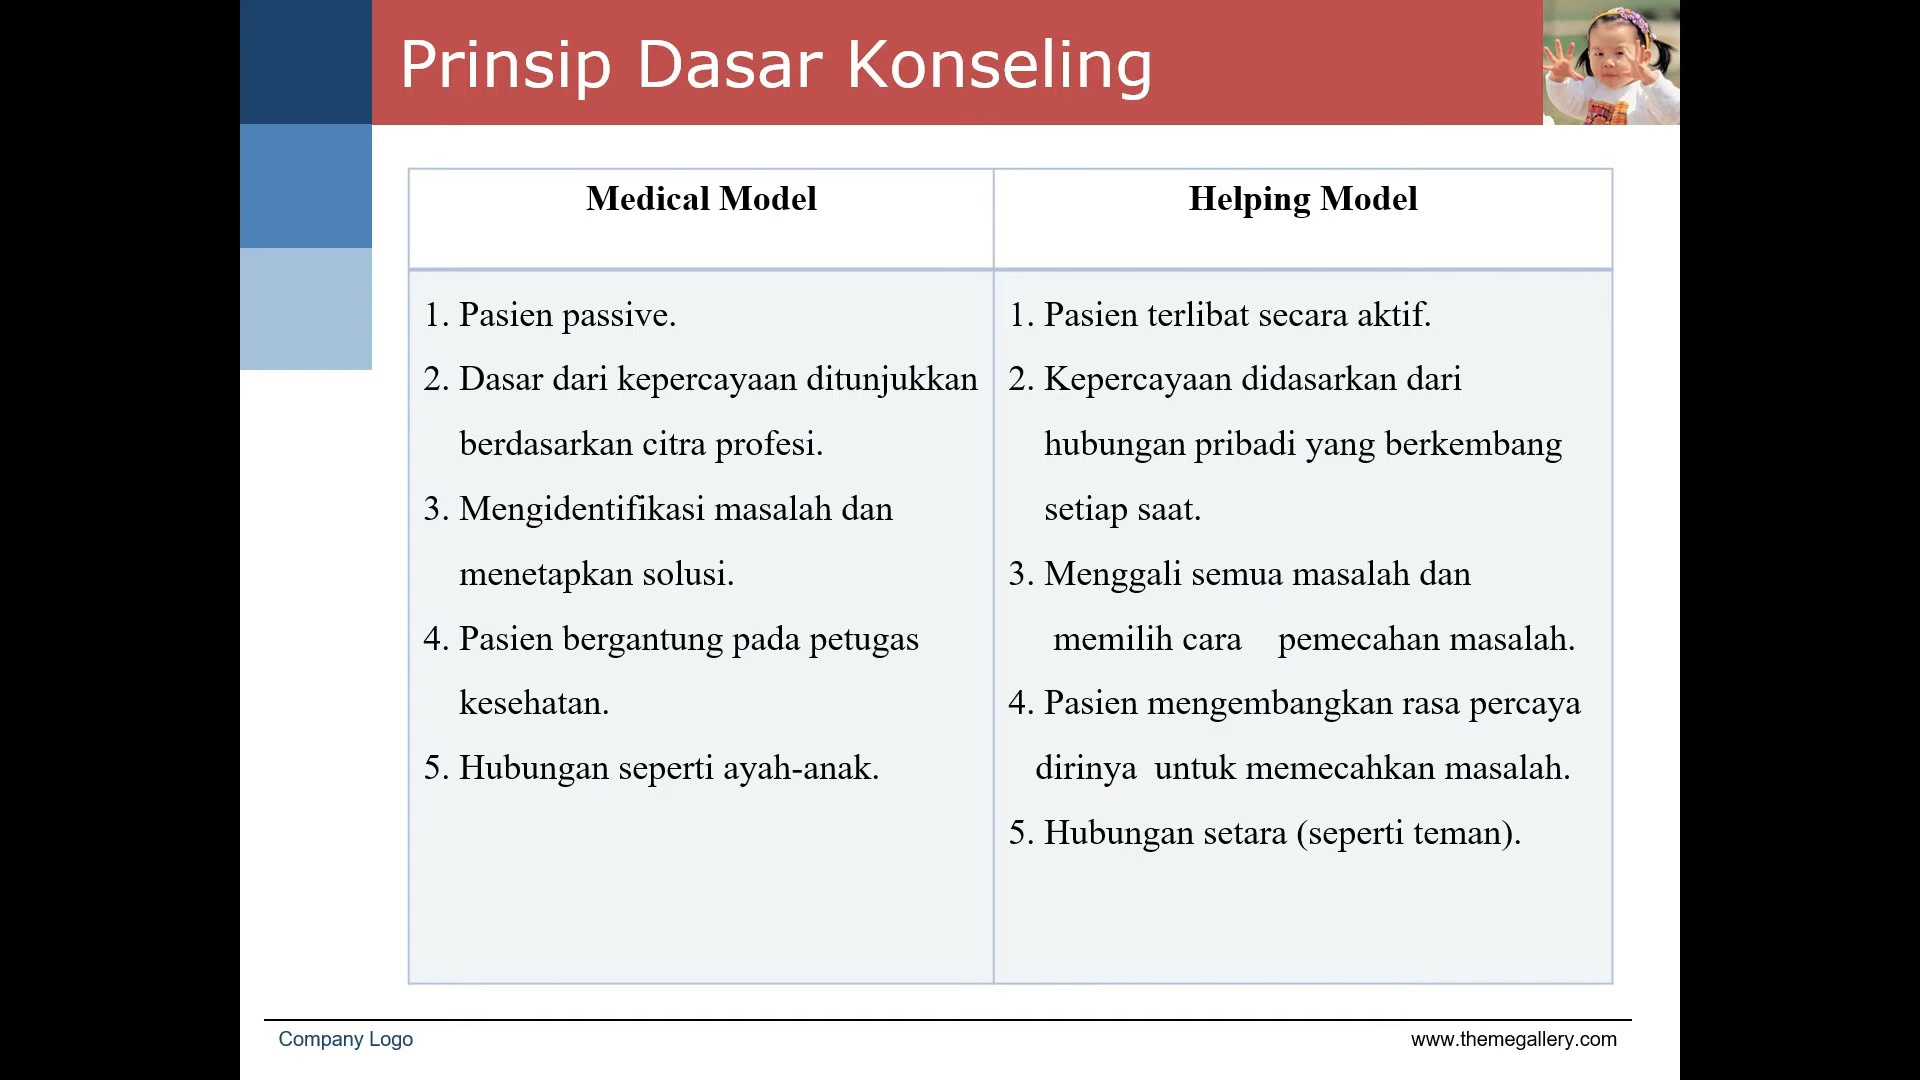 Prinsip Dasar Konseling
Medical Model
1. Pasien passive.
2. Dasar dari kepercayaan ditunjukkan
berdasarkan citra profesi.
3. Mengidentifikasi masalah dan
menetapkan solusi.
4. Pasien bergantung pada petugas
kesehatan.
5. Hubungan seperti ayah-anak.
Helping Model
1. Pasien terlibat secara aktif.
2. Kepercayaan didasarkan dari
hubungan pribadi yang berkembang
setiap saat.
3. Menggali semua masalah dan
memilih cara pemecahan masalah.
4. Pasien mengembangkan rasa percaya
dirinya untuk memecahkan masalah.
5. Hubungan setara (seperti teman).
Company Logo
www.themegallery.com